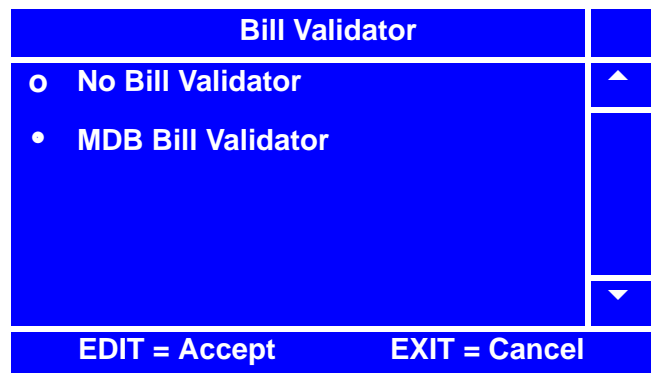 Bill Validator
o No Bill Validator
• MDB Bill Validator
EDIT = Accept EXIT = Cancel